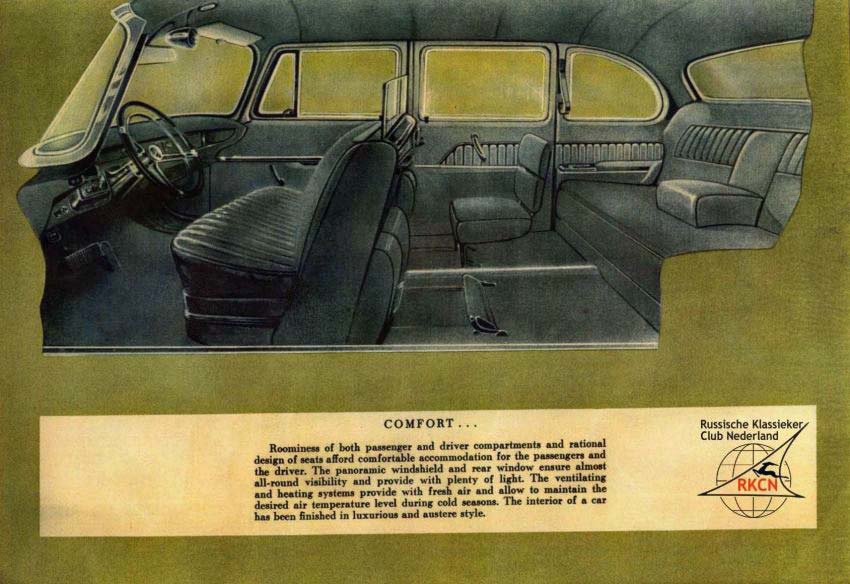 COMFORT...
Roominess of both passenger and driver compartments and rational
design of seats afford comfortable accommodation for the passengers and
the driver. The panoramic windshield and rear window ensure almost
all-round visibility and provide with plenty of light. The ventilating
and heating systems provide with fresh air and allow to maintain the
desired air temperature level during cold seasons. The interior of a car
has been finished in luxurious and austere style.
Russische Klassieker
Club Nederland
RKCN